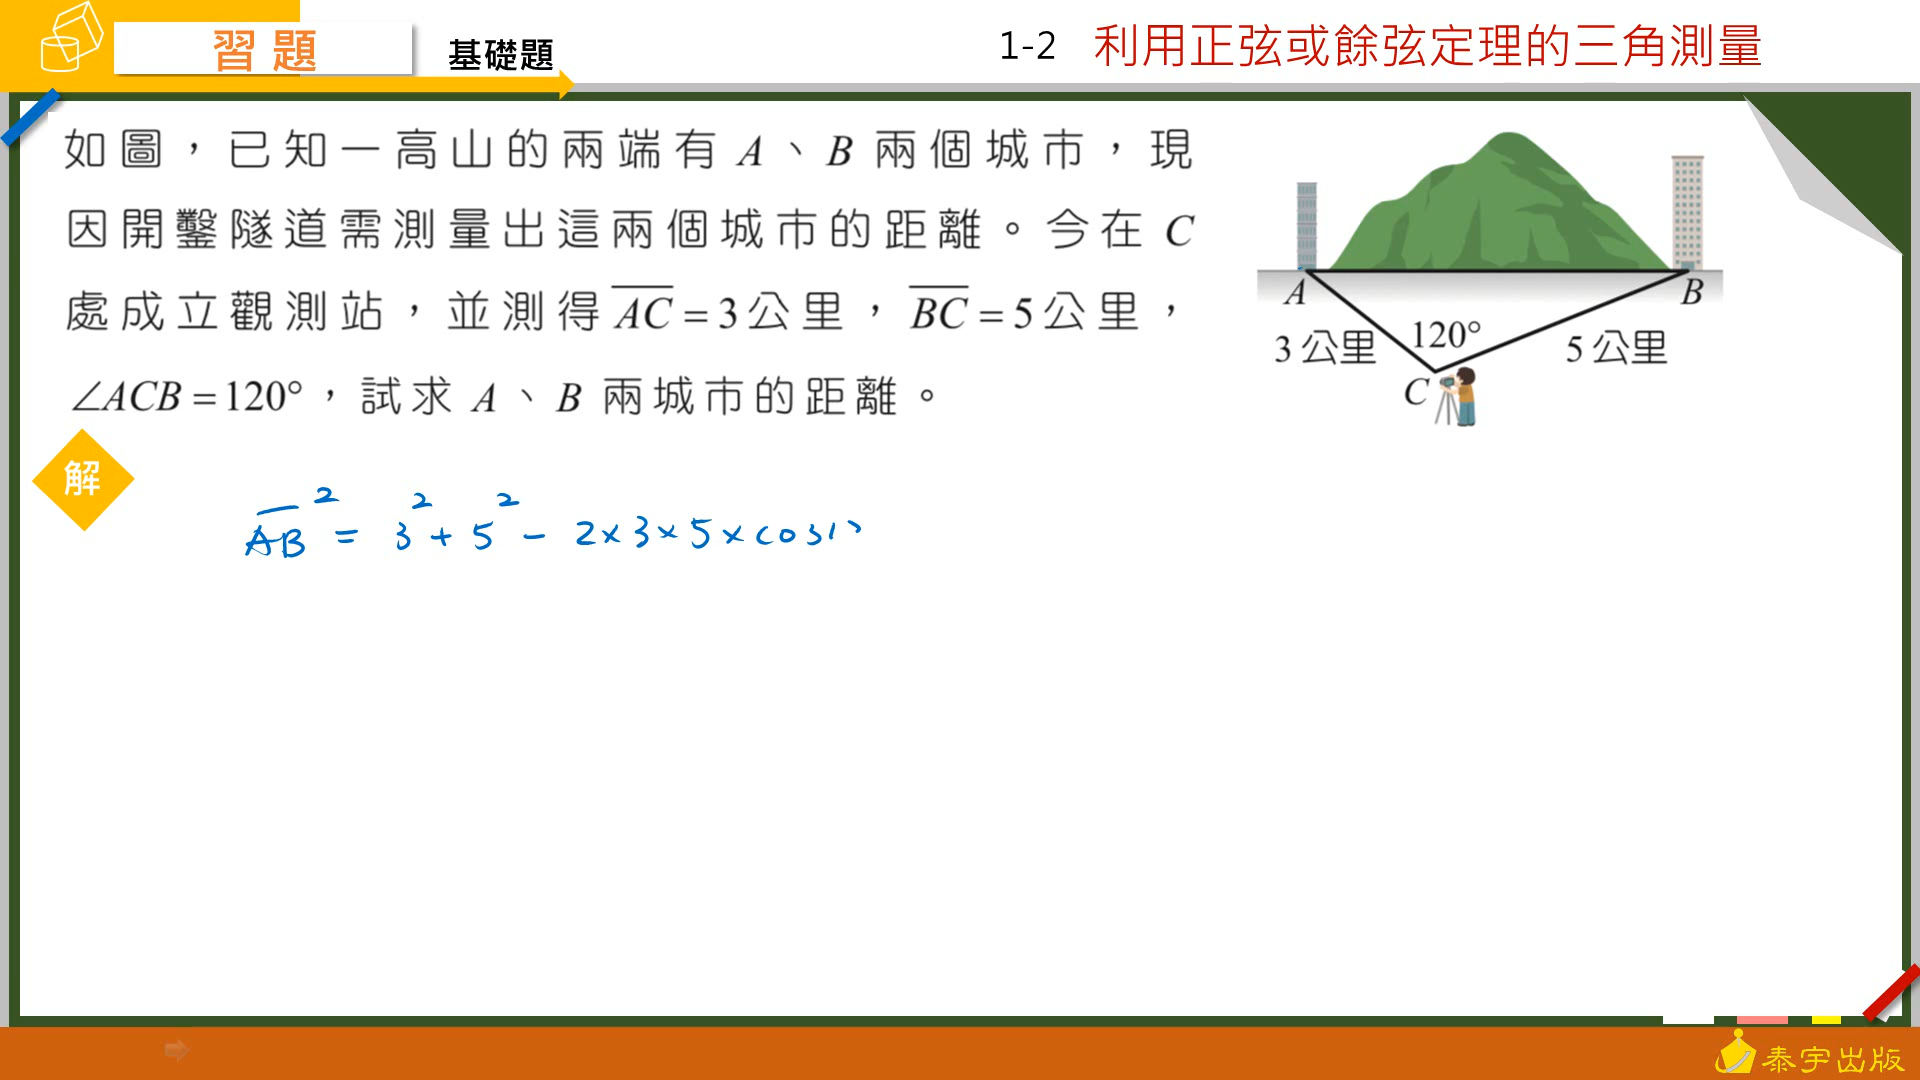 習題
基礎題
1-2 利用正弦或餘弦定理的三角測量
如圖，已知一高山的兩端有 A、B 兩個城市，現
因開鑿隧道需測量出這兩個城市的距離。今在 C
處成立觀測站，並測得 AC = 3 公里，BC = 5 公里，
∠ACB = 120°，試求 A、B 兩城市的距離。
A
B
3 公里
120°
5 公里
C
解
AB² = 3² + 5² - 2×3×5×cos1
泰宇出版